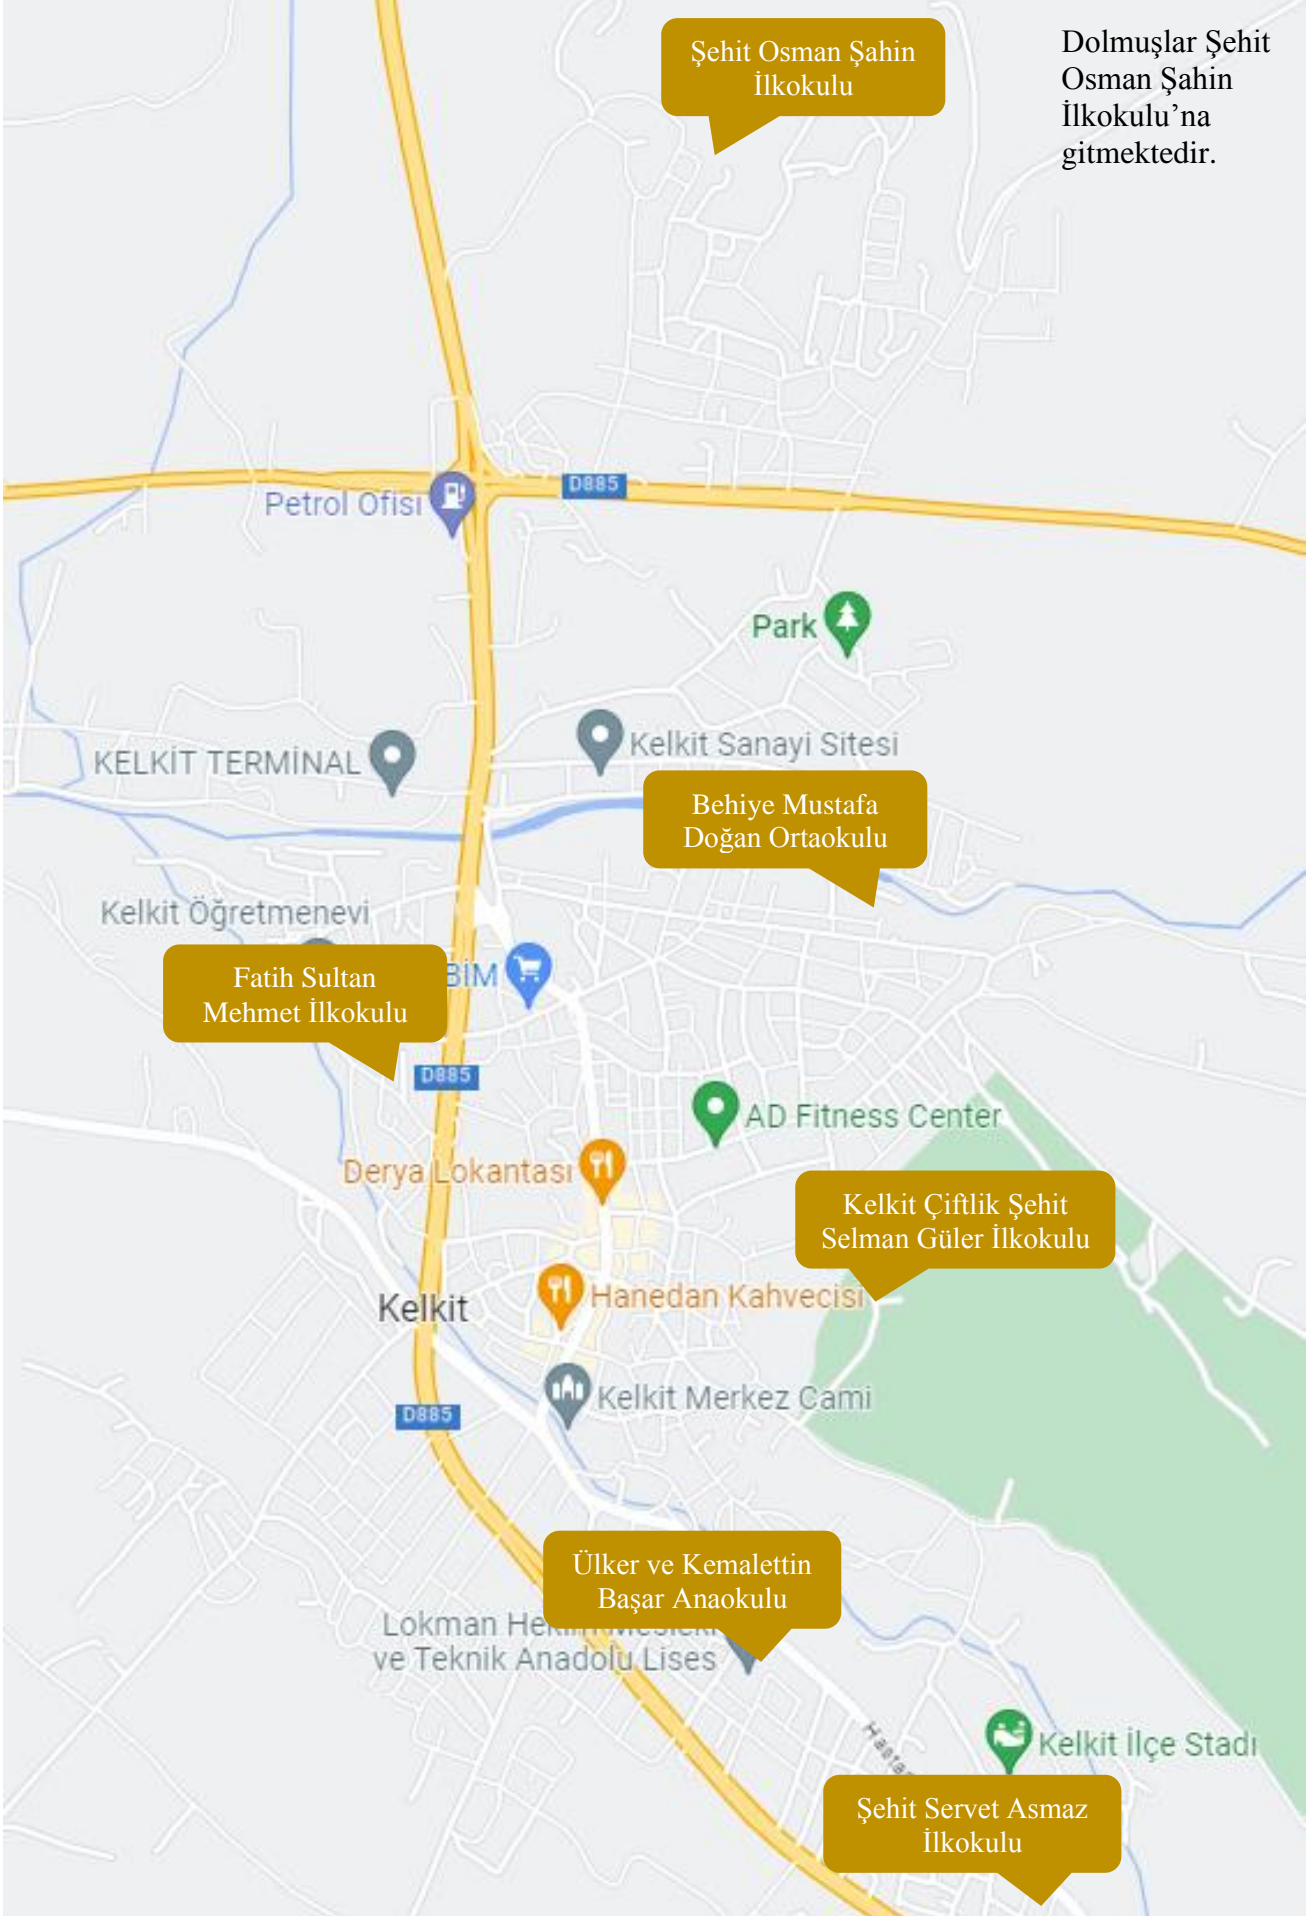 Şehit Osman Şahin
İlkokulu
Dolmuşlar Şehit
Osman Şahin
İlkokulu’na
gitmektedir.
D885
Petrol Ofisi
Park
Kelkit Sanayi Sitesi
KELKİT TERMİNAL
Behiye Mustafa
Doğan Ortaokulu
Kelkit Öğretmenevi
BİM
Fatih Sultan
Mehmet İlkokulu
D885
AD Fitness Center
Derya Lokantası
Kelkit Çiftlik Şehit
Selman Güler İlkokulu
Hanedan Kahvecisi
Kelkit
Kelkit Merkez Cami
D885
Ülker ve Kemalettin
Başar Anaokulu
Lokman
ve Teknik Anadolu Lises
Kelkit İlçe Stadı
Şehit Servet Asmaz
İlkokulu